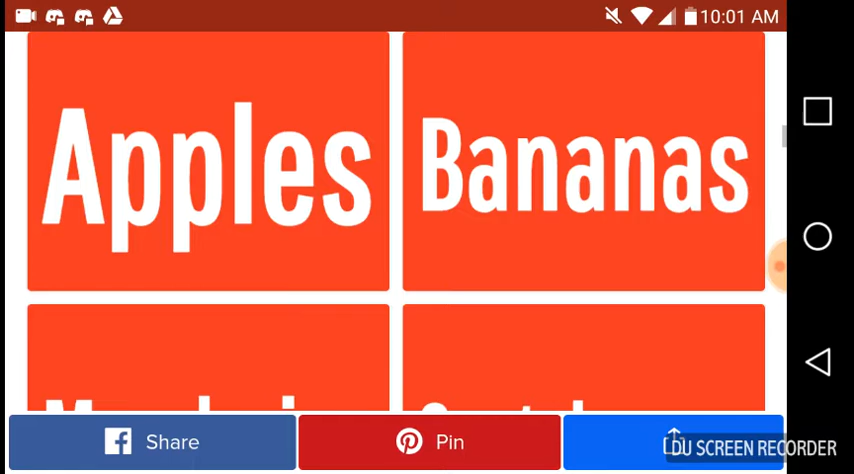 10:01 AM
Apples
Bananas
Share
Pin
DU SCREEN RECORDER